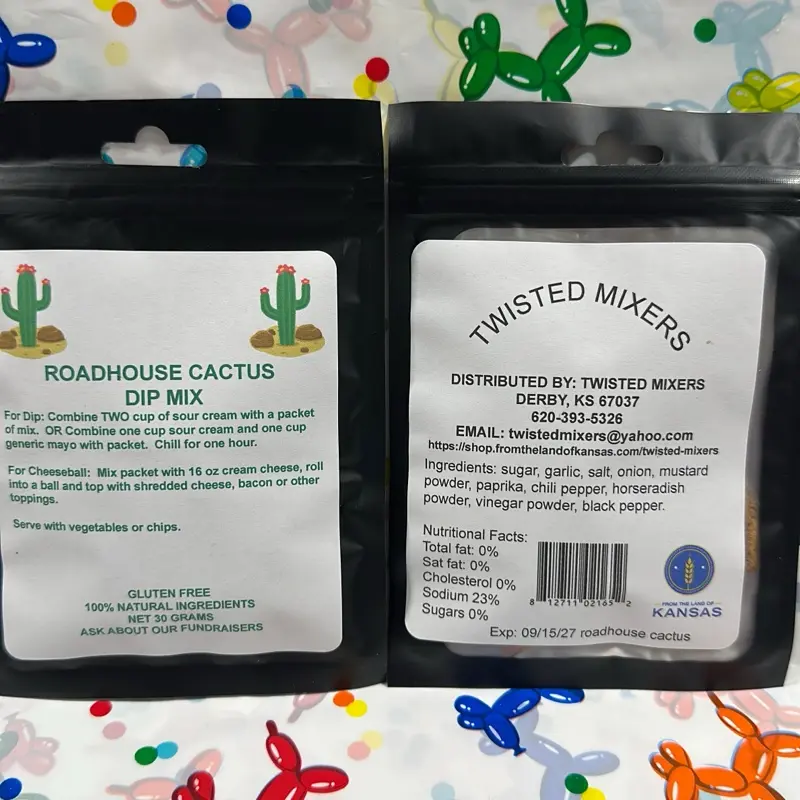 ROADHOUSE CACTUS
DIP MIX
For Dip: Combine TWO cup of sour cream with a packet
of mix. OR Combine one cup sour cream and one cup
generic mayo with packet. Chill for one hour.
For Cheeseball: Mix packet with 16 oz cream cheese, roll
into a ball and top with shredded cheese, bacon or other
toppings.
Serve with vegetables or chips.
GLUTEN FREE
100% NATURAL INGREDIENTS
NET 30 GRAMS
ASK ABOUT OUR FUNDRAISERS
TWISTED MIXERS
DISTRIBUTED BY: TWISTED MIXERS
DERBY, KS 67037
620-393-5326
EMAIL: twistedmixers@yahoo.com
https://shop.fromthelandofkansas.com/twisted-mixers
Ingredients: sugar, garlic, salt, onion, mustard
powder, paprika, chili pepper, horseradish
powder, vinegar powder, black pepper.
Nutritional Facts:
Total fat: 0%
Sat fat: 0%
Cholesterol 0%
Sodium 23%
Sugars 0%
8 12711 02165 2
FROM THE LAND OF
KANSAS
Exp: 09/15/27 roadhouse cactus